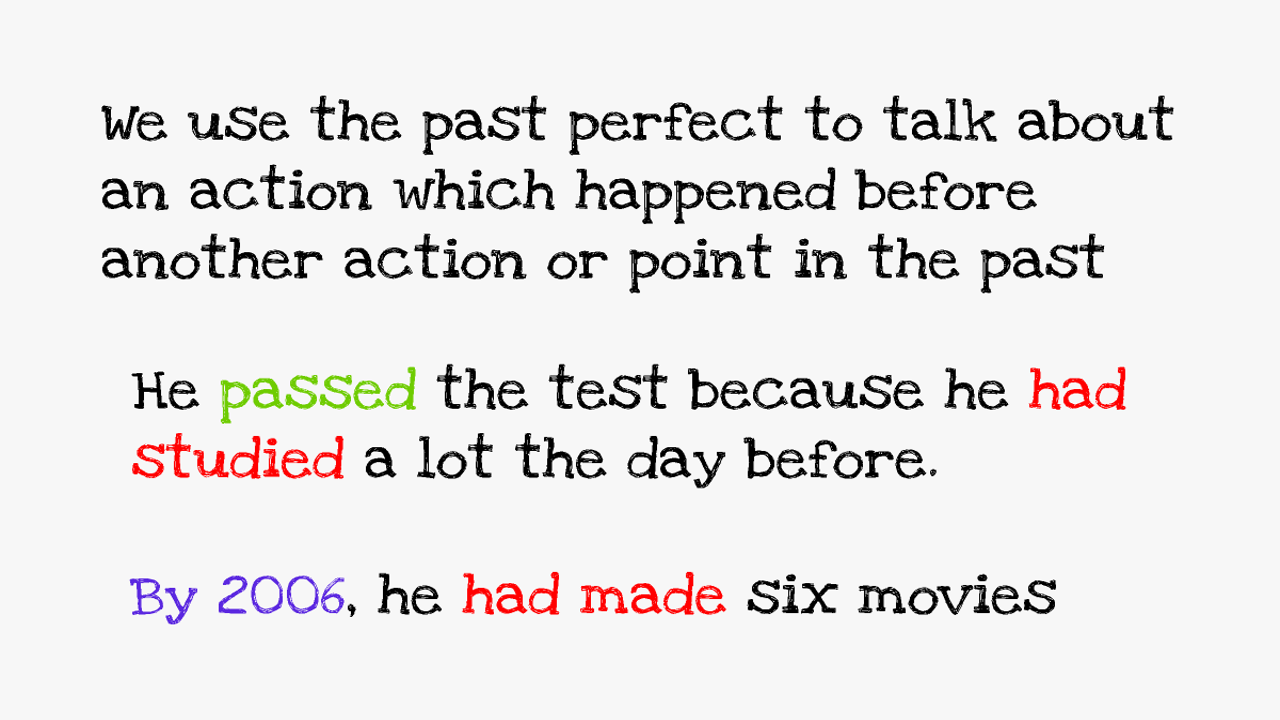 We use the past perfect to talk about
an action which happened before
another action or point in the past
He passed the test because he had
studied a lot the day before.
By 2006, he had made six movies